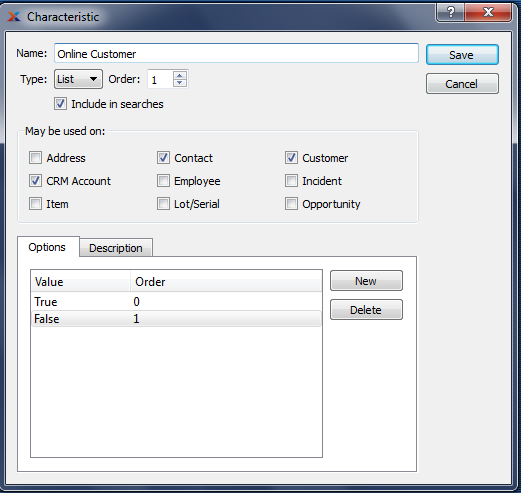 Characteristic
Name: Online Customer
Save
Type: List Order: 1
Cancel
Include in searches
May be used on:
Address Contact Customer
CRM Account Employee Incident
Item Lot/Serial Opportunity
Options Description
Value Order
New
True 0
Delete
False 1